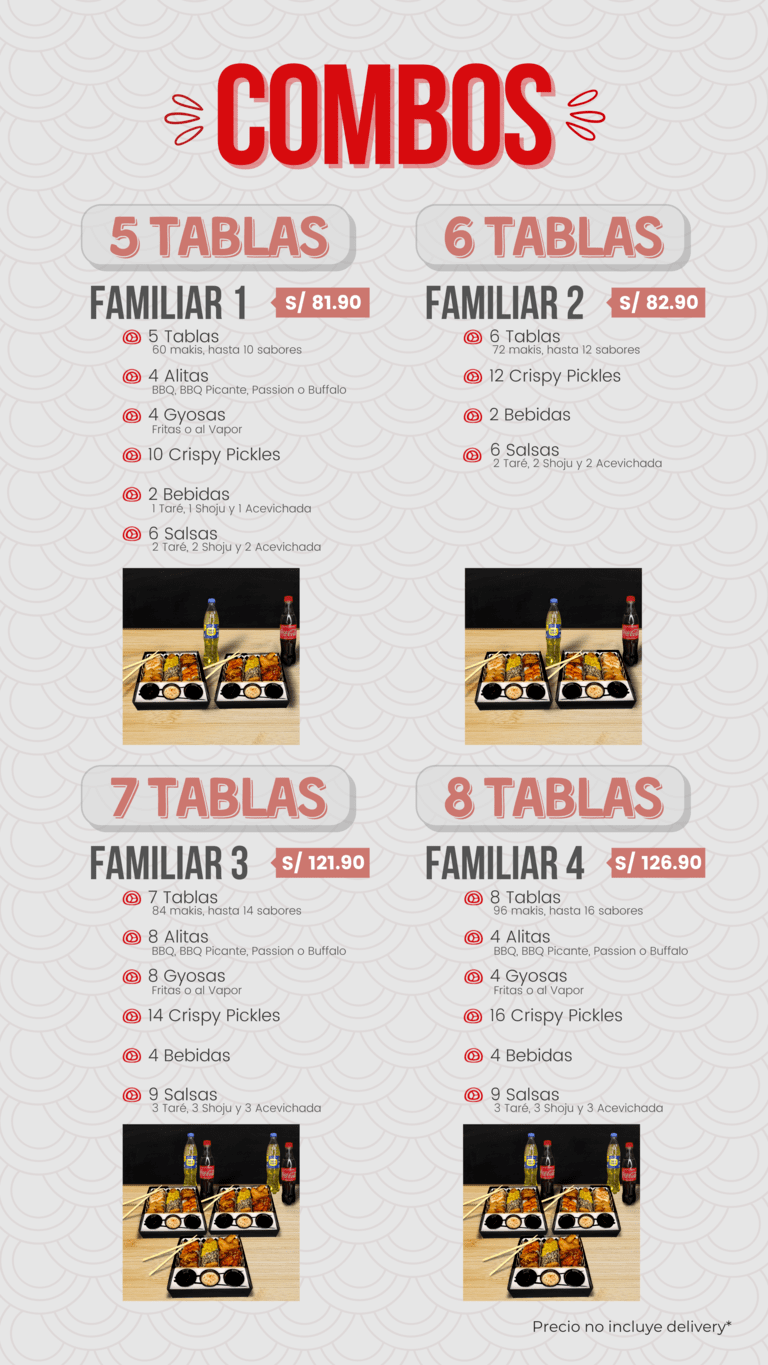 COMBOS
5 TABLAS
FAMILIAR 1
S/ 81.90
5 Tablas
60 makis, hasta 10 sabores
4 Alitas
BBQ, BBQ Picante, Passion o Buffalo
4 Gyosas
Fritas o al Vapor
10 Crispy Pickles
2 Bebidas
1 Taré, 1 Shoju y 1 Acevichada
6 Salsas
2 Taré, 2 Shoju y 2 Acevichada
6 TABLAS
FAMILIAR 2
S/ 82.90
6 Tablas
72 makis, hasta 12 sabores
12 Crispy Pickles
2 Bebidas
6 Salsas
2 Taré, 2 Shoju y 2 Acevichada
7 TABLAS
FAMILIAR 3
S/ 121.90
7 Tablas
84 makis, hasta 14 sabores
8 Alitas
BBQ, BBQ Picante, Passion o Buffalo
8 Gyosas
Fritas o al Vapor
14 Crispy Pickles
4 Bebidas
9 Salsas
3 Taré, 3 Shoju y 3 Acevichada
8 TABLAS
FAMILIAR 4
S/ 126.90
8 Tablas
96 makis, hasta 16 sabores
4 Alitas
BBQ, BBQ Picante, Passion o Buffalo
4 Gyosas
Fritas o al Vapor
16 Crispy Pickles
4 Bebidas
9 Salsas
3 Taré, 3 Shoju y 3 Acevichada
Precio no incluye delivery*